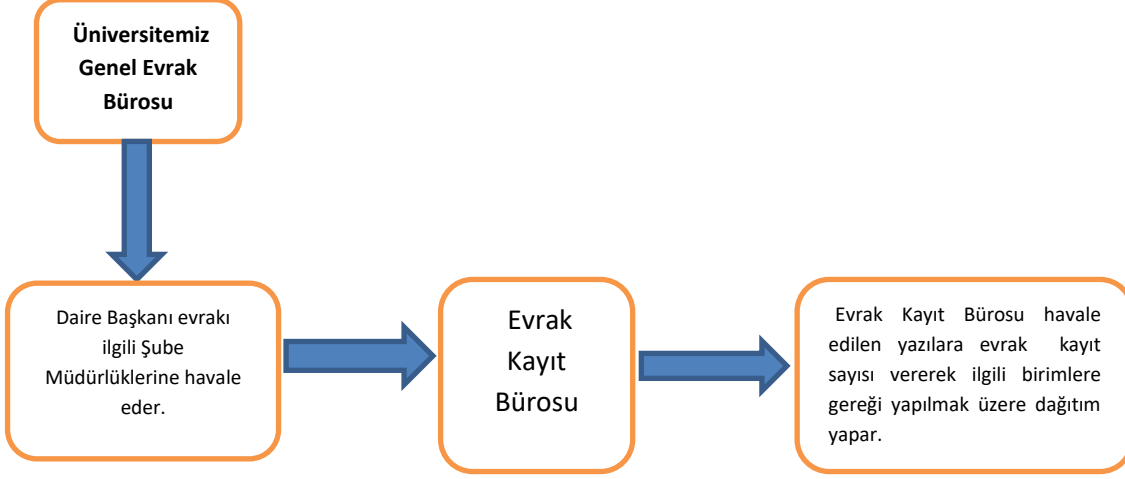 Üniversitemiz
Genel Evrak
Bürosu
Daire Başkanı evrakı
ilgili Şube
Müdürlüklerine havale
eder.
Evrak
Kayıt
Bürosu
Evrak Kayıt Bürosu havale
edilen yazılara evrak kayıt
sayısı vererek ilgili birimlere
gereği yapılmak üzere dağıtım
yapar.